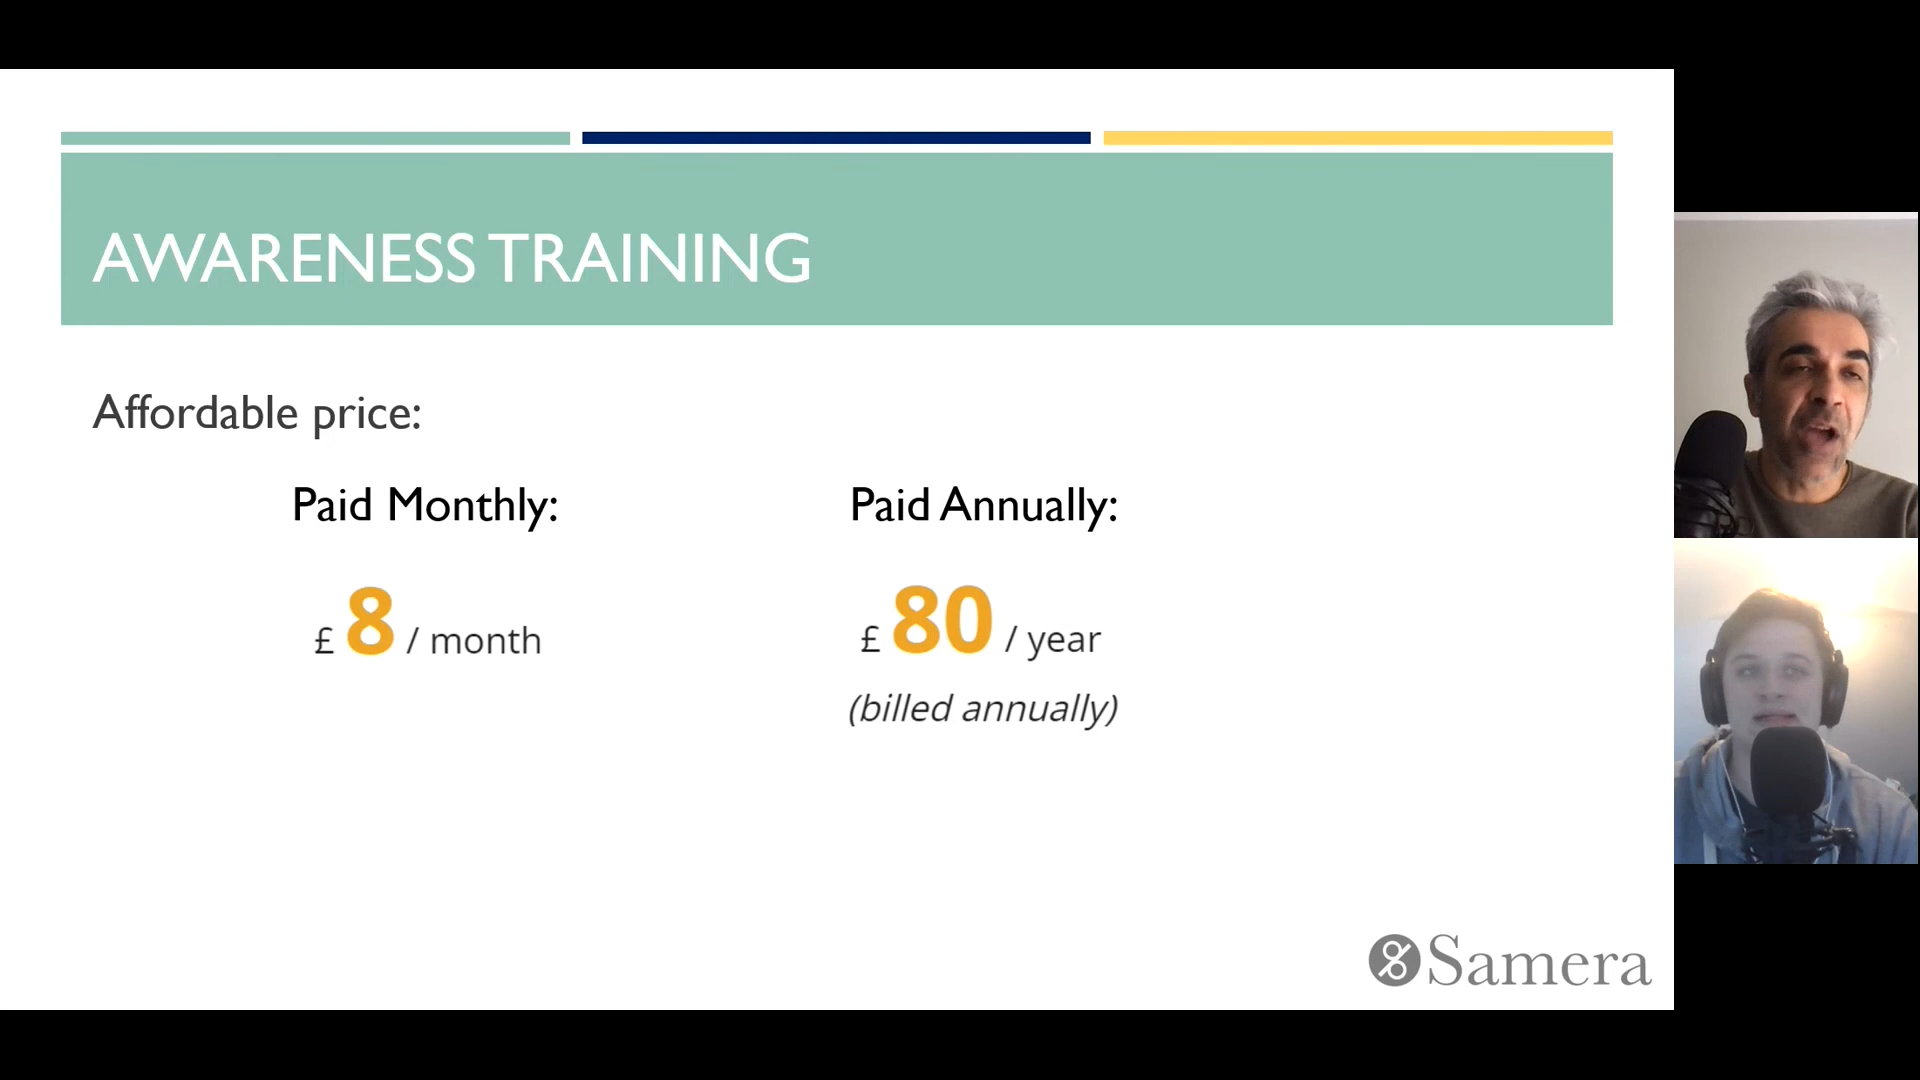 AWARENESS TRAINING
Affordable price:
Paid Monthly:
£ 8 / month
Paid Annually:
£ 80 / year
(billed annually)
Samera